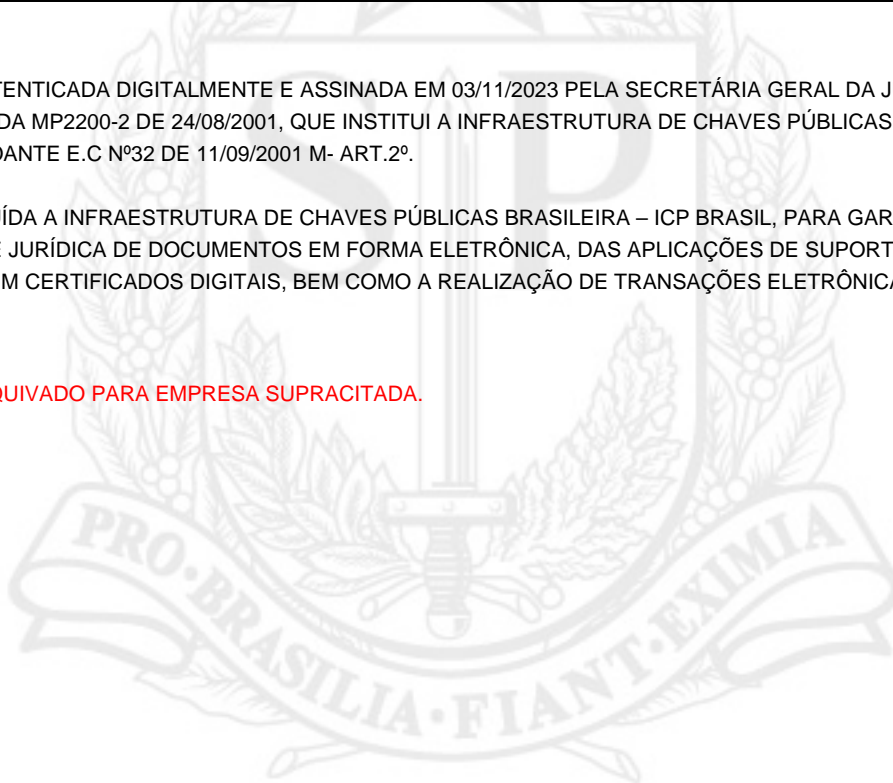 TENTICADA DIGITALMENTE E ASSINADA EM 03/11/2023 PELA SECRETÁRIA GERAL DA J
DA MP2200-2 DE 24/08/2001, QUE INSTITUI A INFRAESTRUTURA DE CHAVES PÚBLICAS
DANTE E.C Nº32 DE 11/09/2001 M- ART.2º.
ÍDA A INFRAESTRUTURA DE CHAVES PÚBLICAS BRASILEIRA – ICP BRASIL, PARA GAR
E JURÍDICA DE DOCUMENTOS EM FORMA ELETRÔNICA, DAS APLICAÇÕES DE SUPORT
M CERTIFICADOS DIGITAIS, BEM COMO A REALIZAÇÃO DE TRANSAÇÕES ELETRÔNICA
QUIVADO PARA EMPRESA SUPRACITADA.
SP
PRO·BRASILIA·FIANT·EXIMIA